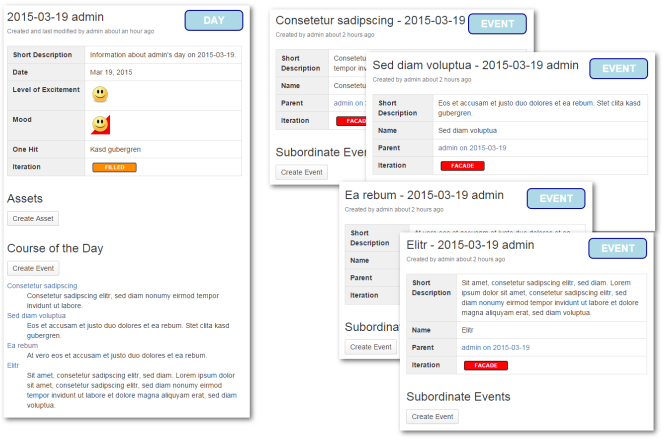 2015-03-19 admin
DAY
Created and last modified by admin about an hour ago
Short Description Information about admin's day on 2015-03-19.
Date Mar 19, 2015
Level of Excitement
Mood
One Hit Kasd gubergren
Iteration FILLED
Assets
Create Asset
Course of the Day
Create Event
Consetetur sadipscing
Consetetur sadipscing elitr, sed diam nonumy eirmod tempor
invidunt ut labore.
Sed diam voluptua
Eos et accusam et justo duo dolores et ea rebum. Stet clita kasd
gubergren.
Ea rebum
At vero eos et accusam et justo duo dolores et ea rebum.
Elitr
Sit amet, consetetur sadipscing elitr, sed diam. Lorem ipsum dolor
sit amet, consetetur sadipscing elitr, sed diam nonumy eirmod
tempor invidunt ut labore et dolore magna aliquyam erat, sed diam
voluptua.
Consetetur sadipscing - 2015-03-19
EVENT
Created by admin about 2 hours ago
Short
Description
tempor invidunt
Name
Parent admin on
Iteration
Subordinate
Create Event
Sed diam voluptua - 2015-03-19 admin
EVENT
Created by admin about 2 hours ago
Short
Description
Eos et accusam et justo duo dolores et ea rebum. Stet clita kasd
gubergren.
Name Sed diam voluptua
Parent admin on 2015-03-19
Iteration FACADE
Ea rebum - 2015-03-19 admin
EVENT
Created by admin about 2 hours ago
Short
Description
Name
Parent
Iteration
Create Event
Elitr - 2015-03-19 admin
EVENT
Created by admin about 2 hours ago
Short
Description
Sit amet, consetetur sadipscing elitr, sed diam. Lorem
ipsum dolor sit amet, consetetur sadipscing elitr, sed
diam nonumy eirmod tempor invidunt ut labore et dolore
magna aliquyam erat, sed diam voluptua.
Name Elitr
Parent admin on 2015-03-19
Iteration FACADE
Subordinate Events
Create Event